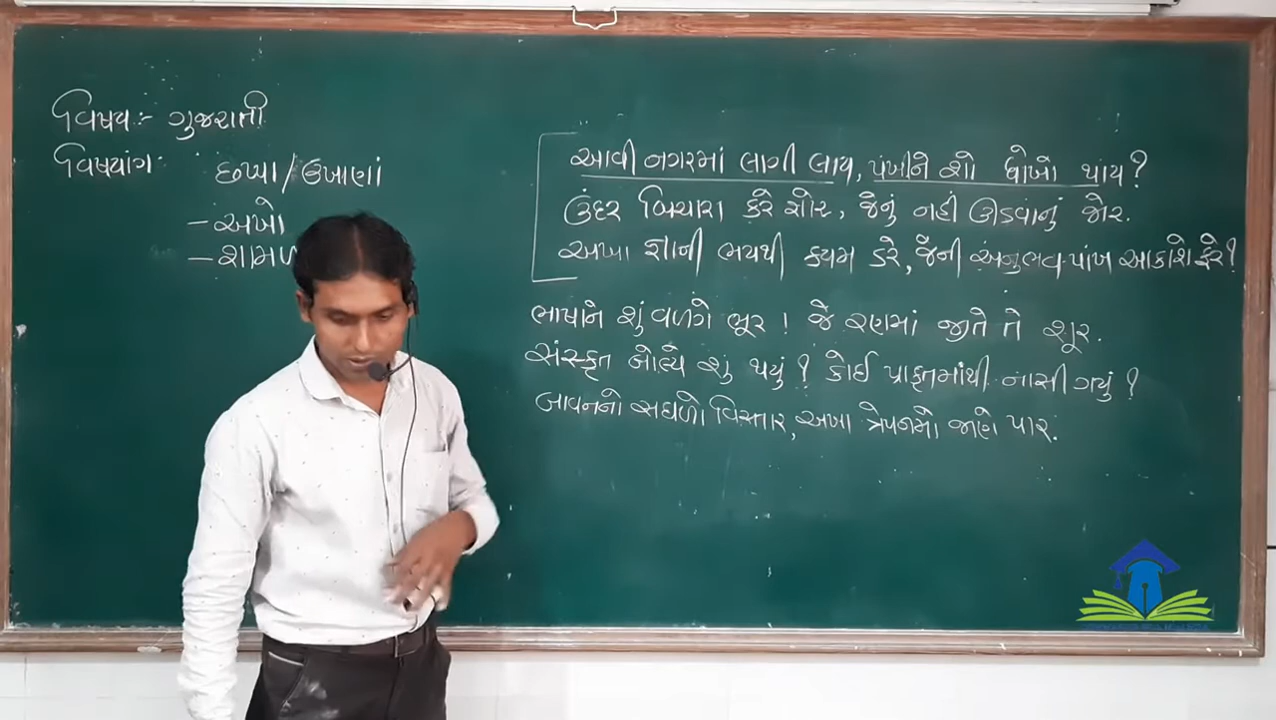 વિષય:- ગુજરાતી
વિષયાંગ:
છપ્પા/ઉખાણાં
- અખો
- શામળ
આવી નગરમાં લાગી લાય, પંખીને શો ધોખો થાય?
ઉંદર બિચારા કરે શોર, જેનું નહીં ઊડવાનું જોર.
અખા જ્ઞાની ભયથી ક્યમ ડરે, જેની અનુભવ-પાંખ આકાશે ફરે?
ભાષાને શું વળગે ભૂર! જે રણમાં જીતે તે શૂર.
સંસ્કૃત બોલ્યે શું થયું? કોઈ પ્રાકૃતમાંથી નાસી ગયું?
બાવનનો સઘળો વિસ્તાર, અખા ત્રેપનમો જાણે પાર.